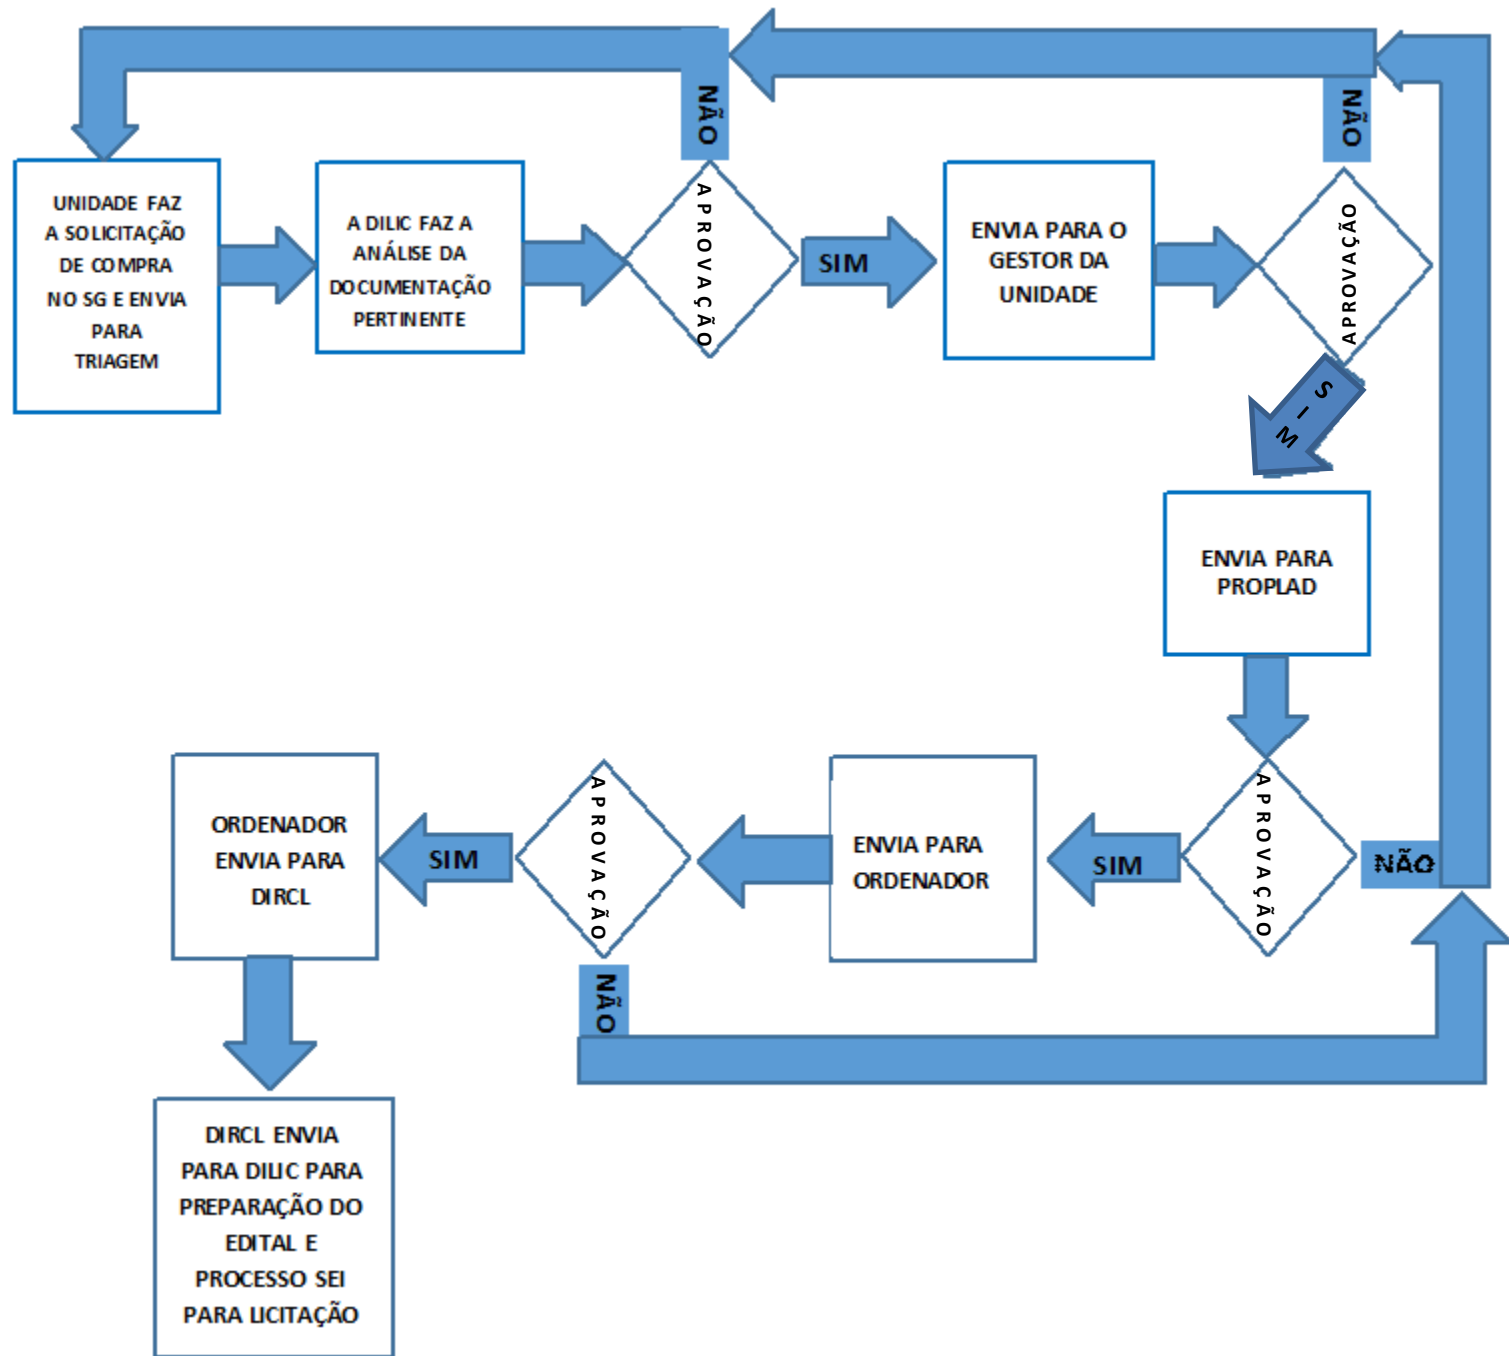 UNIDADE FAZ
A SOLICITAÇÃO
DE COMPRA
NO SG E ENVIA
PARA
TRIAGEM
A DILIC FAZ A
ANÁLISE DA
DOCUMENTAÇÃO
PERTINENTE
NÃO
APROVAÇÃO
SIM
ENVIA PARA O
GESTOR DA
UNIDADE
NÃO
APROVAÇÃO
SIM
ENVIA PARA
PROPLAD
APROVAÇÃO
NÃO
SIM
ENVIA PARA
ORDENADOR
APROVAÇÃO
NÃO
SIM
ORDENADOR
ENVIA PARA
DIRCL
DIRCL ENVIA
PARA DILIC PARA
PREPARAÇÃO DO
EDITAL E
PROCESSO SEI
PARA LICITAÇÃO